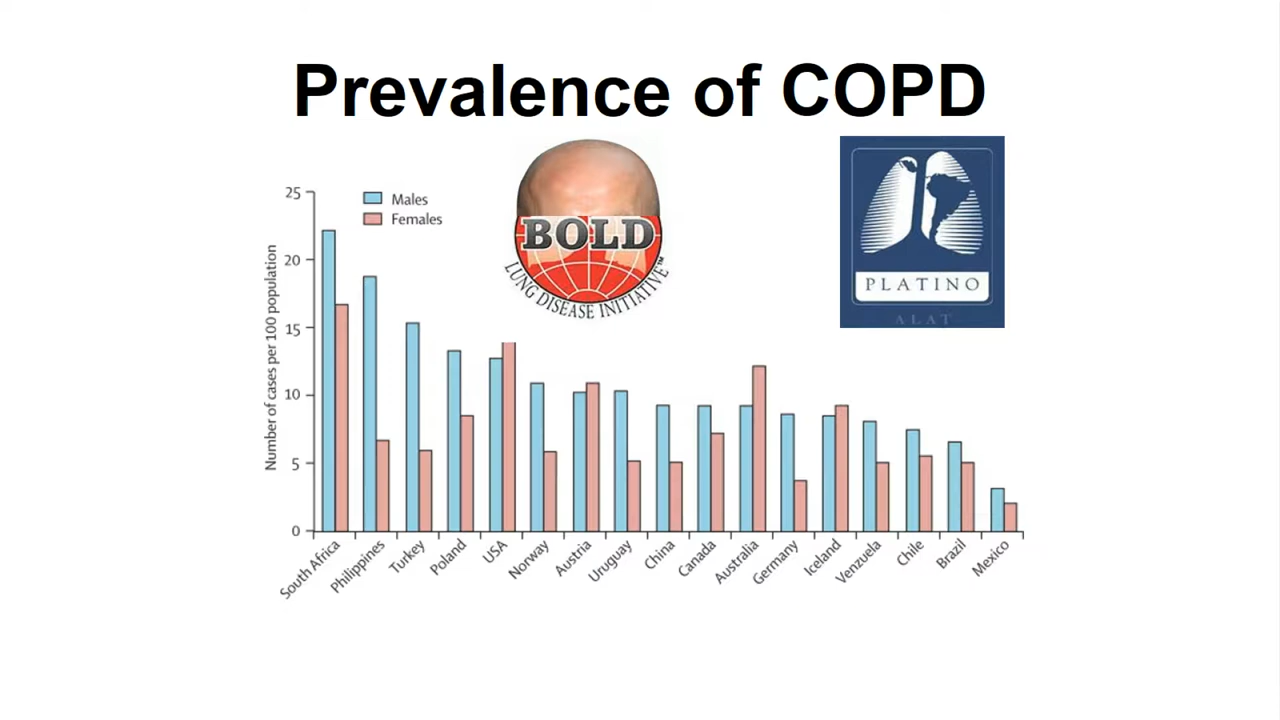 Prevalence of COPD
BOLD
LUNG DISEASE INITIATIVE™
PLATINO
ALAT
Males
Females
Number of cases per 100 population
25
20
15
10
5
0
South Africa
Philippines
Turkey
Poland
USA
Norway
Austria
Uruguay
China
Canada
Australia
Germany
Iceland
Venzuela
Chile
Brazil
Mexico